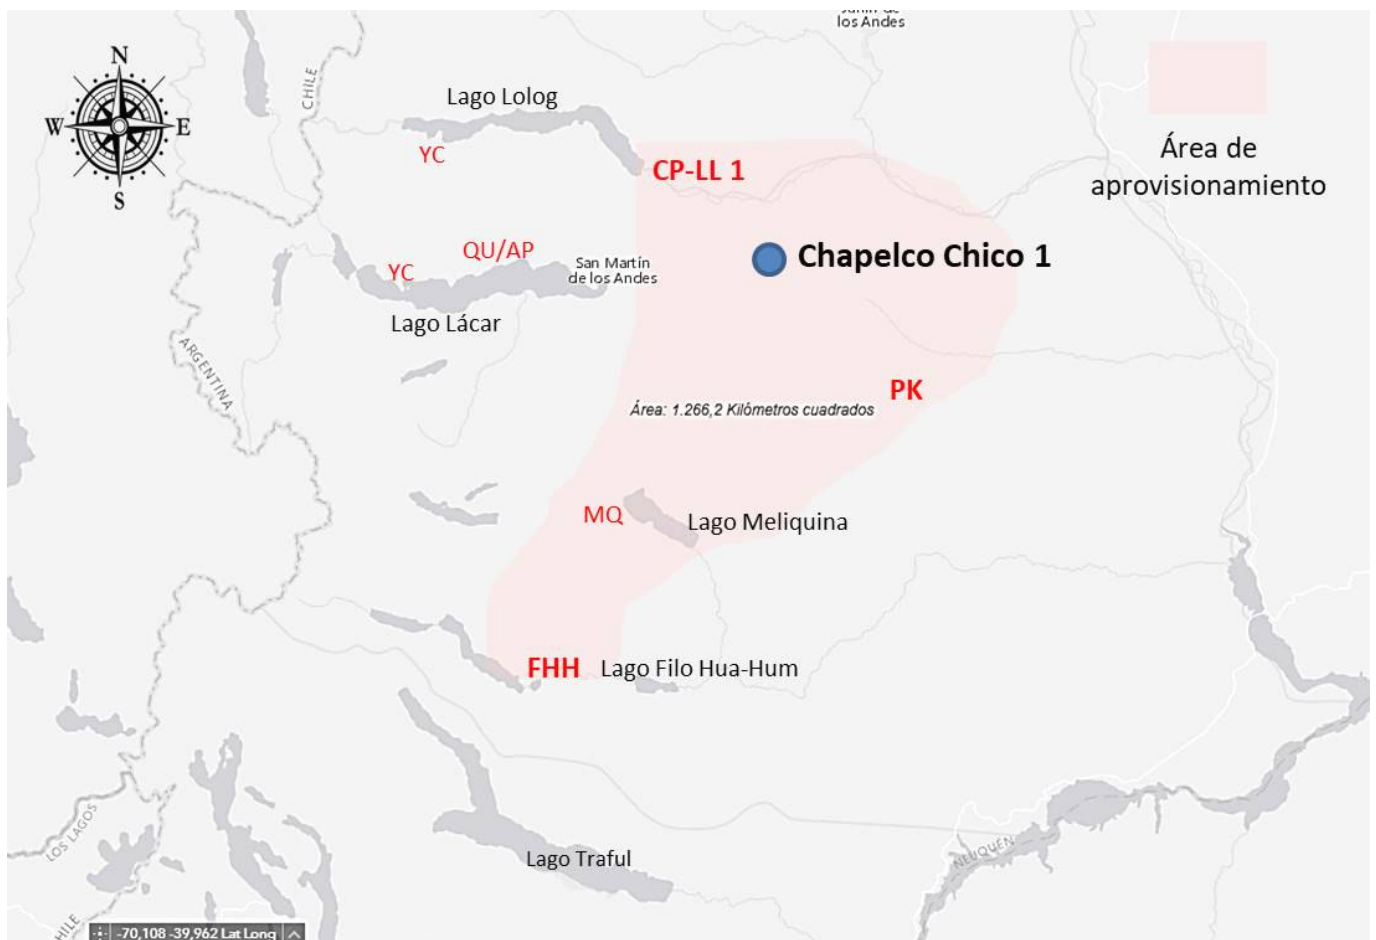 Junín de
los Andes
N
W E
S
CHILE
Lago Lolog
YC
CP-LL 1
Área de
aprovisionamiento
QU/AP
YC
San Martín
de los Andes
Chapelco Chico 1
Lago Lácar
ARGENTINA
PK
Área: 1.266,2 Kilómetros cuadrados
MQ
Lago Meliquina
FHH Lago Filo Hua-Hum
LOS LAGOS
Lago Traful
NEUQUÉN
CHILE
-70,108 -39,962 Lat Long